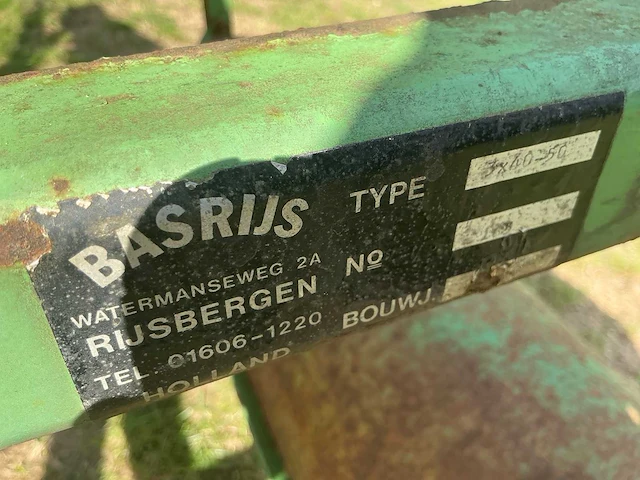 BASRIJS
WATERMANSEWEG 2A
RIJSBERGEN
TEL 01606-1220
HOLLAND
TYPE
No
BOUWJ.